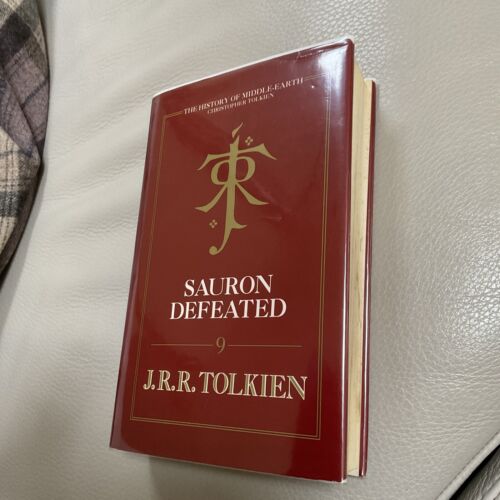 THE HISTORY OF MIDDLE-EARTH
CHRISTOPHER TOLKIEN
SAURON
DEFEATED
9
J.R.R. TOLKIEN